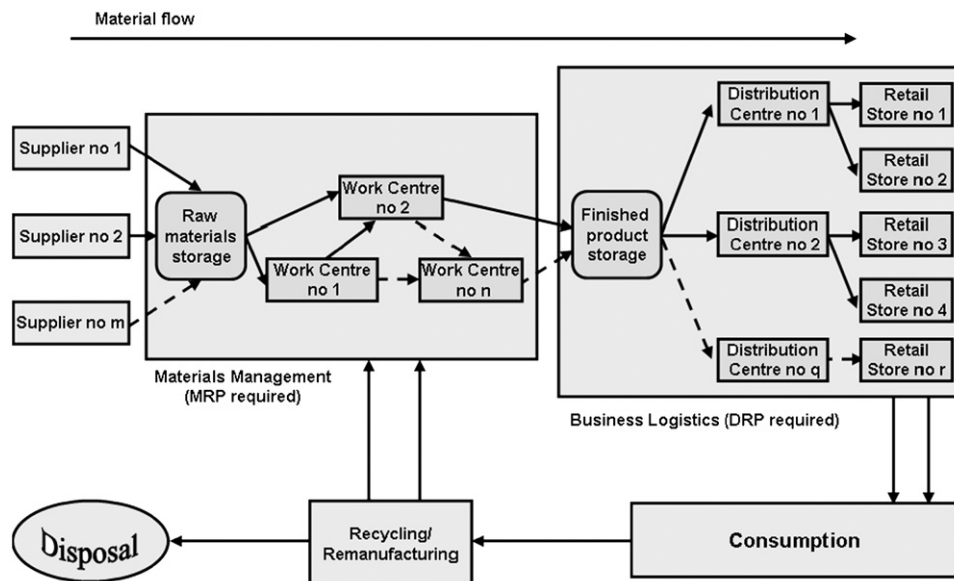 Material flow
Supplier no 1
Supplier no 2
Supplier no m
Raw
materials
storage
Work Centre
no 2
Work Centre
no 1
Work Centre
no n
Materials Management
(MRP required)
Finished
product
storage
Distribution
Centre no 1
Distribution
Centre no 2
Distribution
Centre no q
Retail
Store no 1
Retail
Store no 2
Retail
Store no 3
Retail
Store no 4
Retail
Store no r
Business Logistics (DRP required)
Disposal
Recycling/
Remanufacturing
Consumption